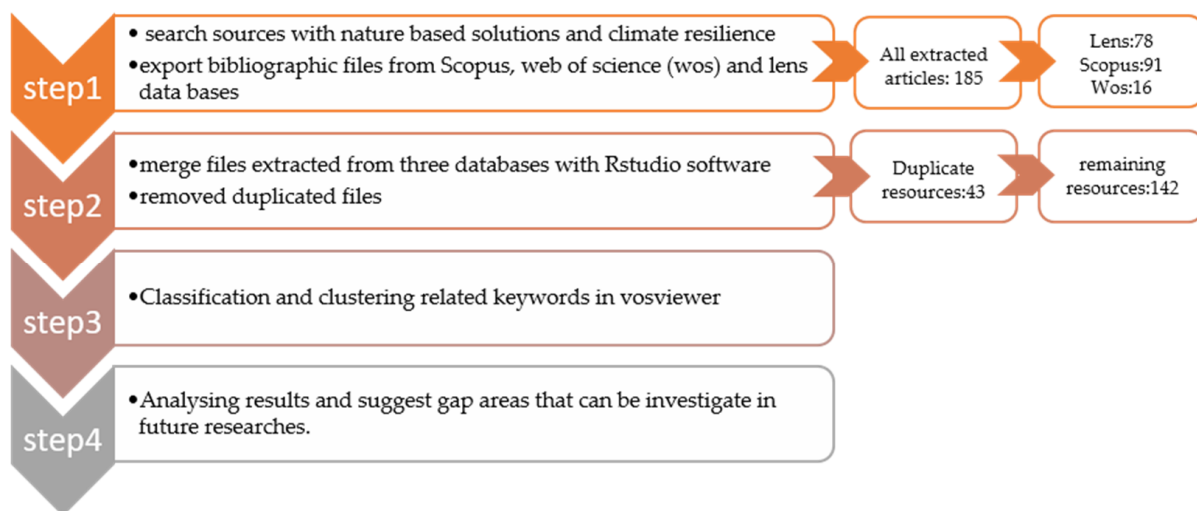 step1
• search sources with nature based solutions and climate resilience
•export bibliographic files from Scopus, web of science (wos) and lens
data bases
All extracted
articles: 185
Lens:78
Scopus:91
Wos:16
step2
•merge files extracted from three databases with Rstudio software
•removed duplicated files
Duplicate
resources:43
remaining
resources:142
step3
•Classification and clustering related keywords in vosviewer
step4
•Analysing results and suggest gap areas that can be investigate in
future researches.